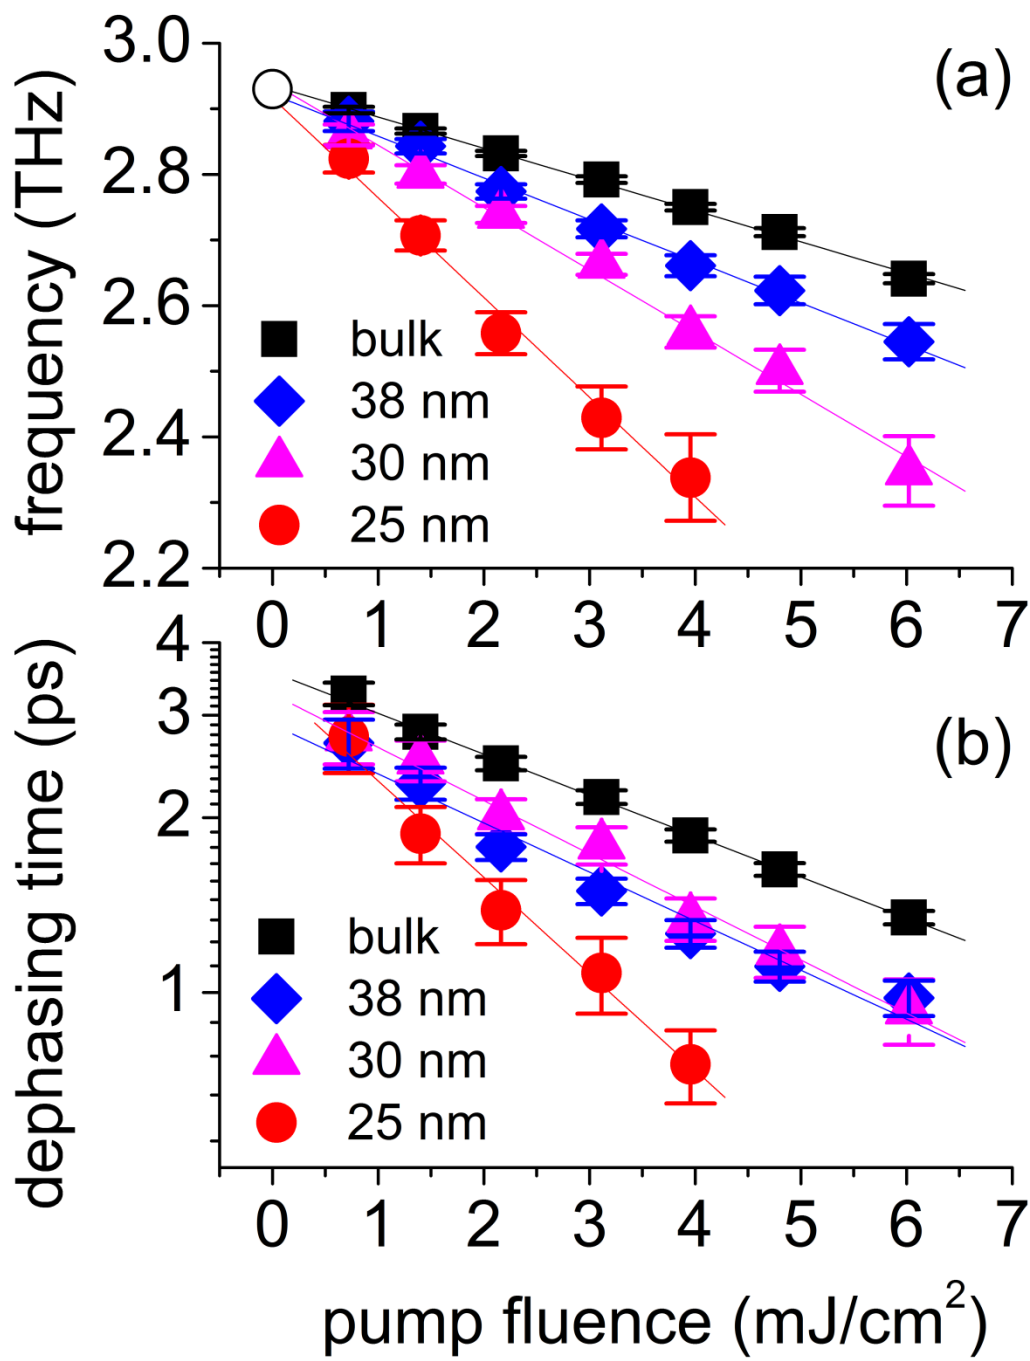 (a)
frequency (THz)
3.0
2.8
2.6
2.4
2.2
bulk
38 nm
30 nm
25 nm
0 1 2 3 4 5 6 7
(b)
dephasing time (ps)
4
3
2
1
bulk
38 nm
30 nm
25 nm
0 1 2 3 4 5 6 7
pump fluence (mJ/cm²)